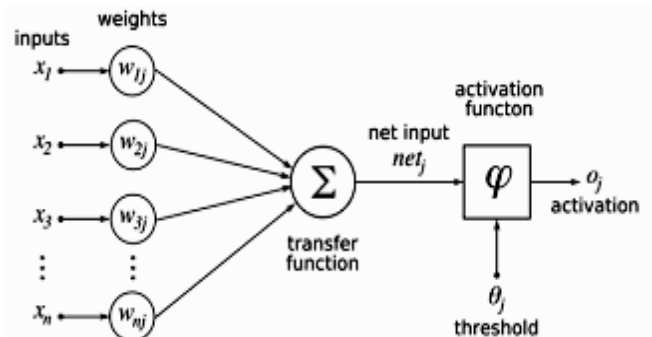 weights
inputs
activation
functon
x₁
w₁ⱼ
x₂
w₂ⱼ
net input
netⱼ
Σ
φ
oⱼ
activation
x₃
w₃ⱼ
transfer
function
⋮ ⋮
θⱼ
threshold
xₙ
wₙⱼ